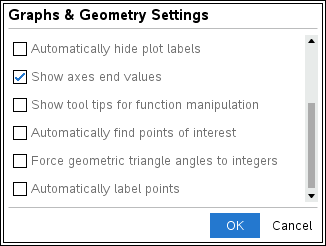 Graphs & Geometry Settings
Automatically hide plot labels
Show axes end values
Show tool tips for function manipulation
Automatically find points of interest
Force geometric triangle angles to integers
Automatically label points
OK Cancel